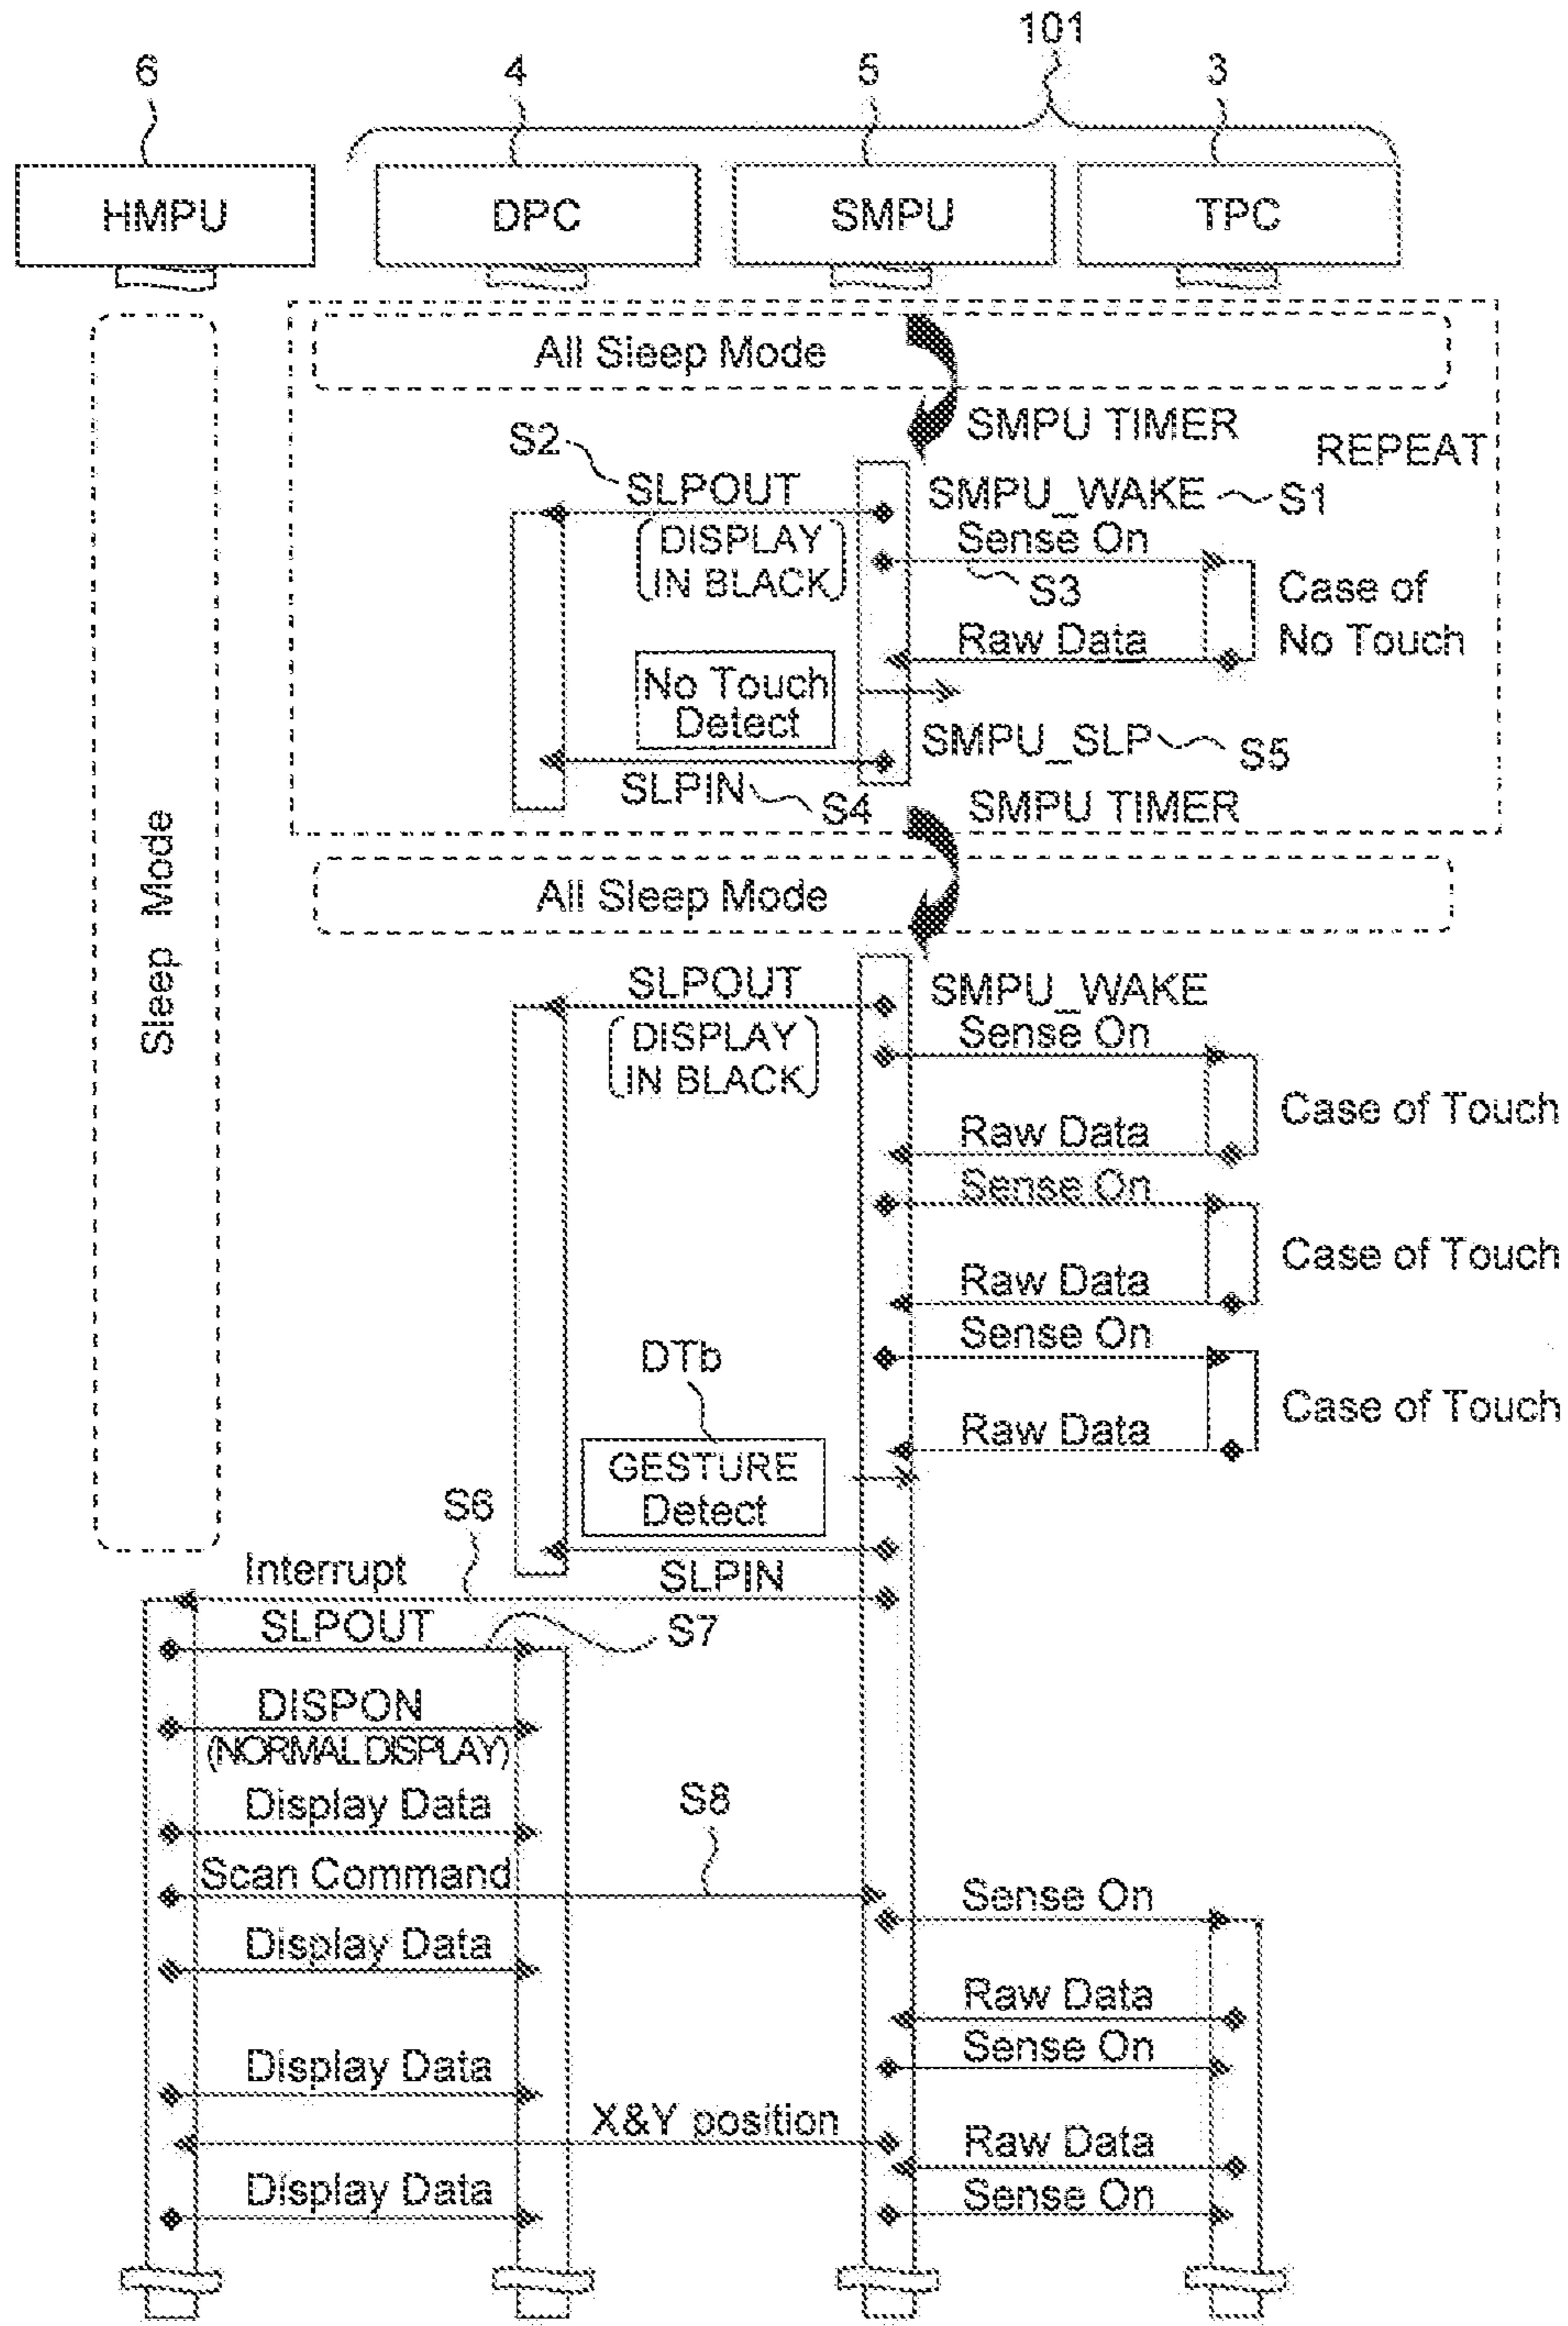 101
6
4
5
3
HMPU
DPC
SMPU
TPC
All Sleep Mode
SMPU TIMER
REPEAT
S2
SLPOUT
SMPU_WAKE
S1
(DISPLAY
IN BLACK)
Sense On
S3
Case of
No Touch
Raw Data
No Touch
Detect
SMPU_SLP
S5
SLPIN
S4
SMPU TIMER
All Sleep Mode
Sleep Mode
SLPOUT
SMPU_WAKE
(DISPLAY
IN BLACK)
Sense On
Case of Touch
Raw Data
Sense On
Case of Touch
Raw Data
Sense On
DTb
Case of Touch
Raw Data
GESTURE
Detect
S6
Interrupt
SLPIN
SLPOUT
S7
DISPON
(NORMAL DISPLAY)
Display Data
S8
Scan Command
Sense On
Display Data
Raw Data
Sense On
Display Data
X&Y position
Raw Data
Display Data
Sense On